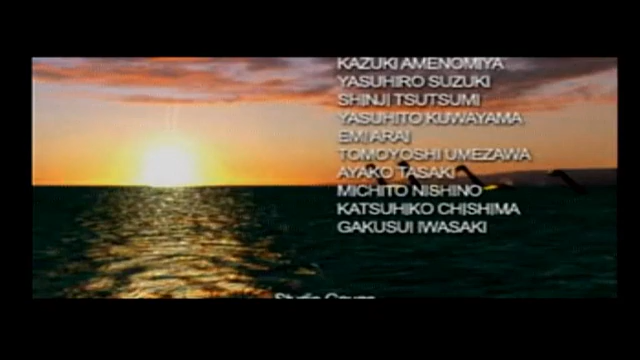 KAZUKI AMENOMIYA
YASUHIRO SUZUKI
SHINJI TSUTSUMI
YASUHITO KUWAYAMA
EMI ARAI
TOMOYOSHI UMEZAWA
AYAKO TASAKI
MICHITO NISHINO
KATSUHIKO CHISHIMA
GAKUSUI IWASAKI
Studio